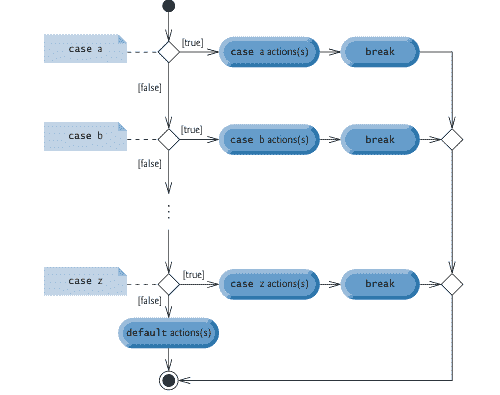 [true]
case a
case a actions(s)
break
[false]
[true]
case b
case b actions(s)
break
[false]
[true]
case z
case z actions(s)
break
[false]
default actions(s)